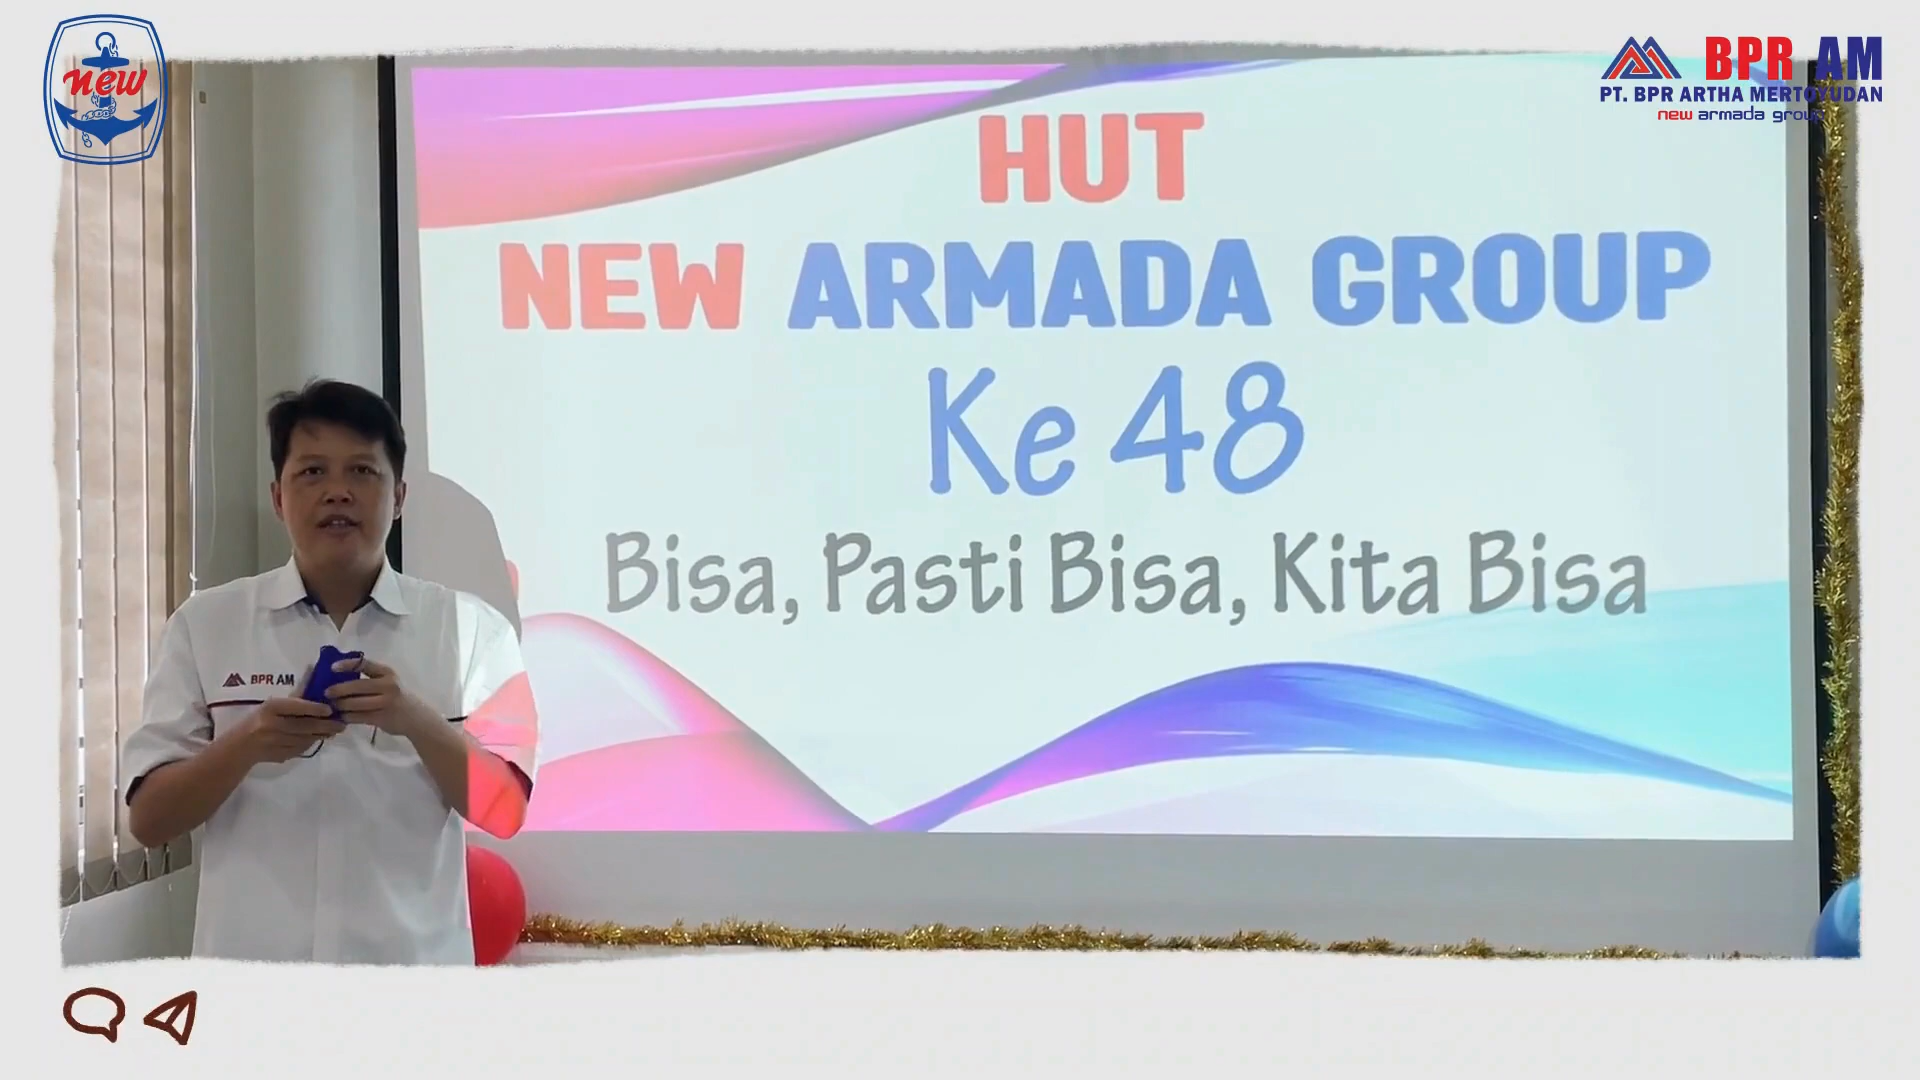 new
BPR AM
PT. BPR ARTHA MERTOYUDAN
new armada group
HUT
NEW ARMADA GROUP
Ke 48
Bisa, Pasti Bisa, Kita Bisa
BPR AM